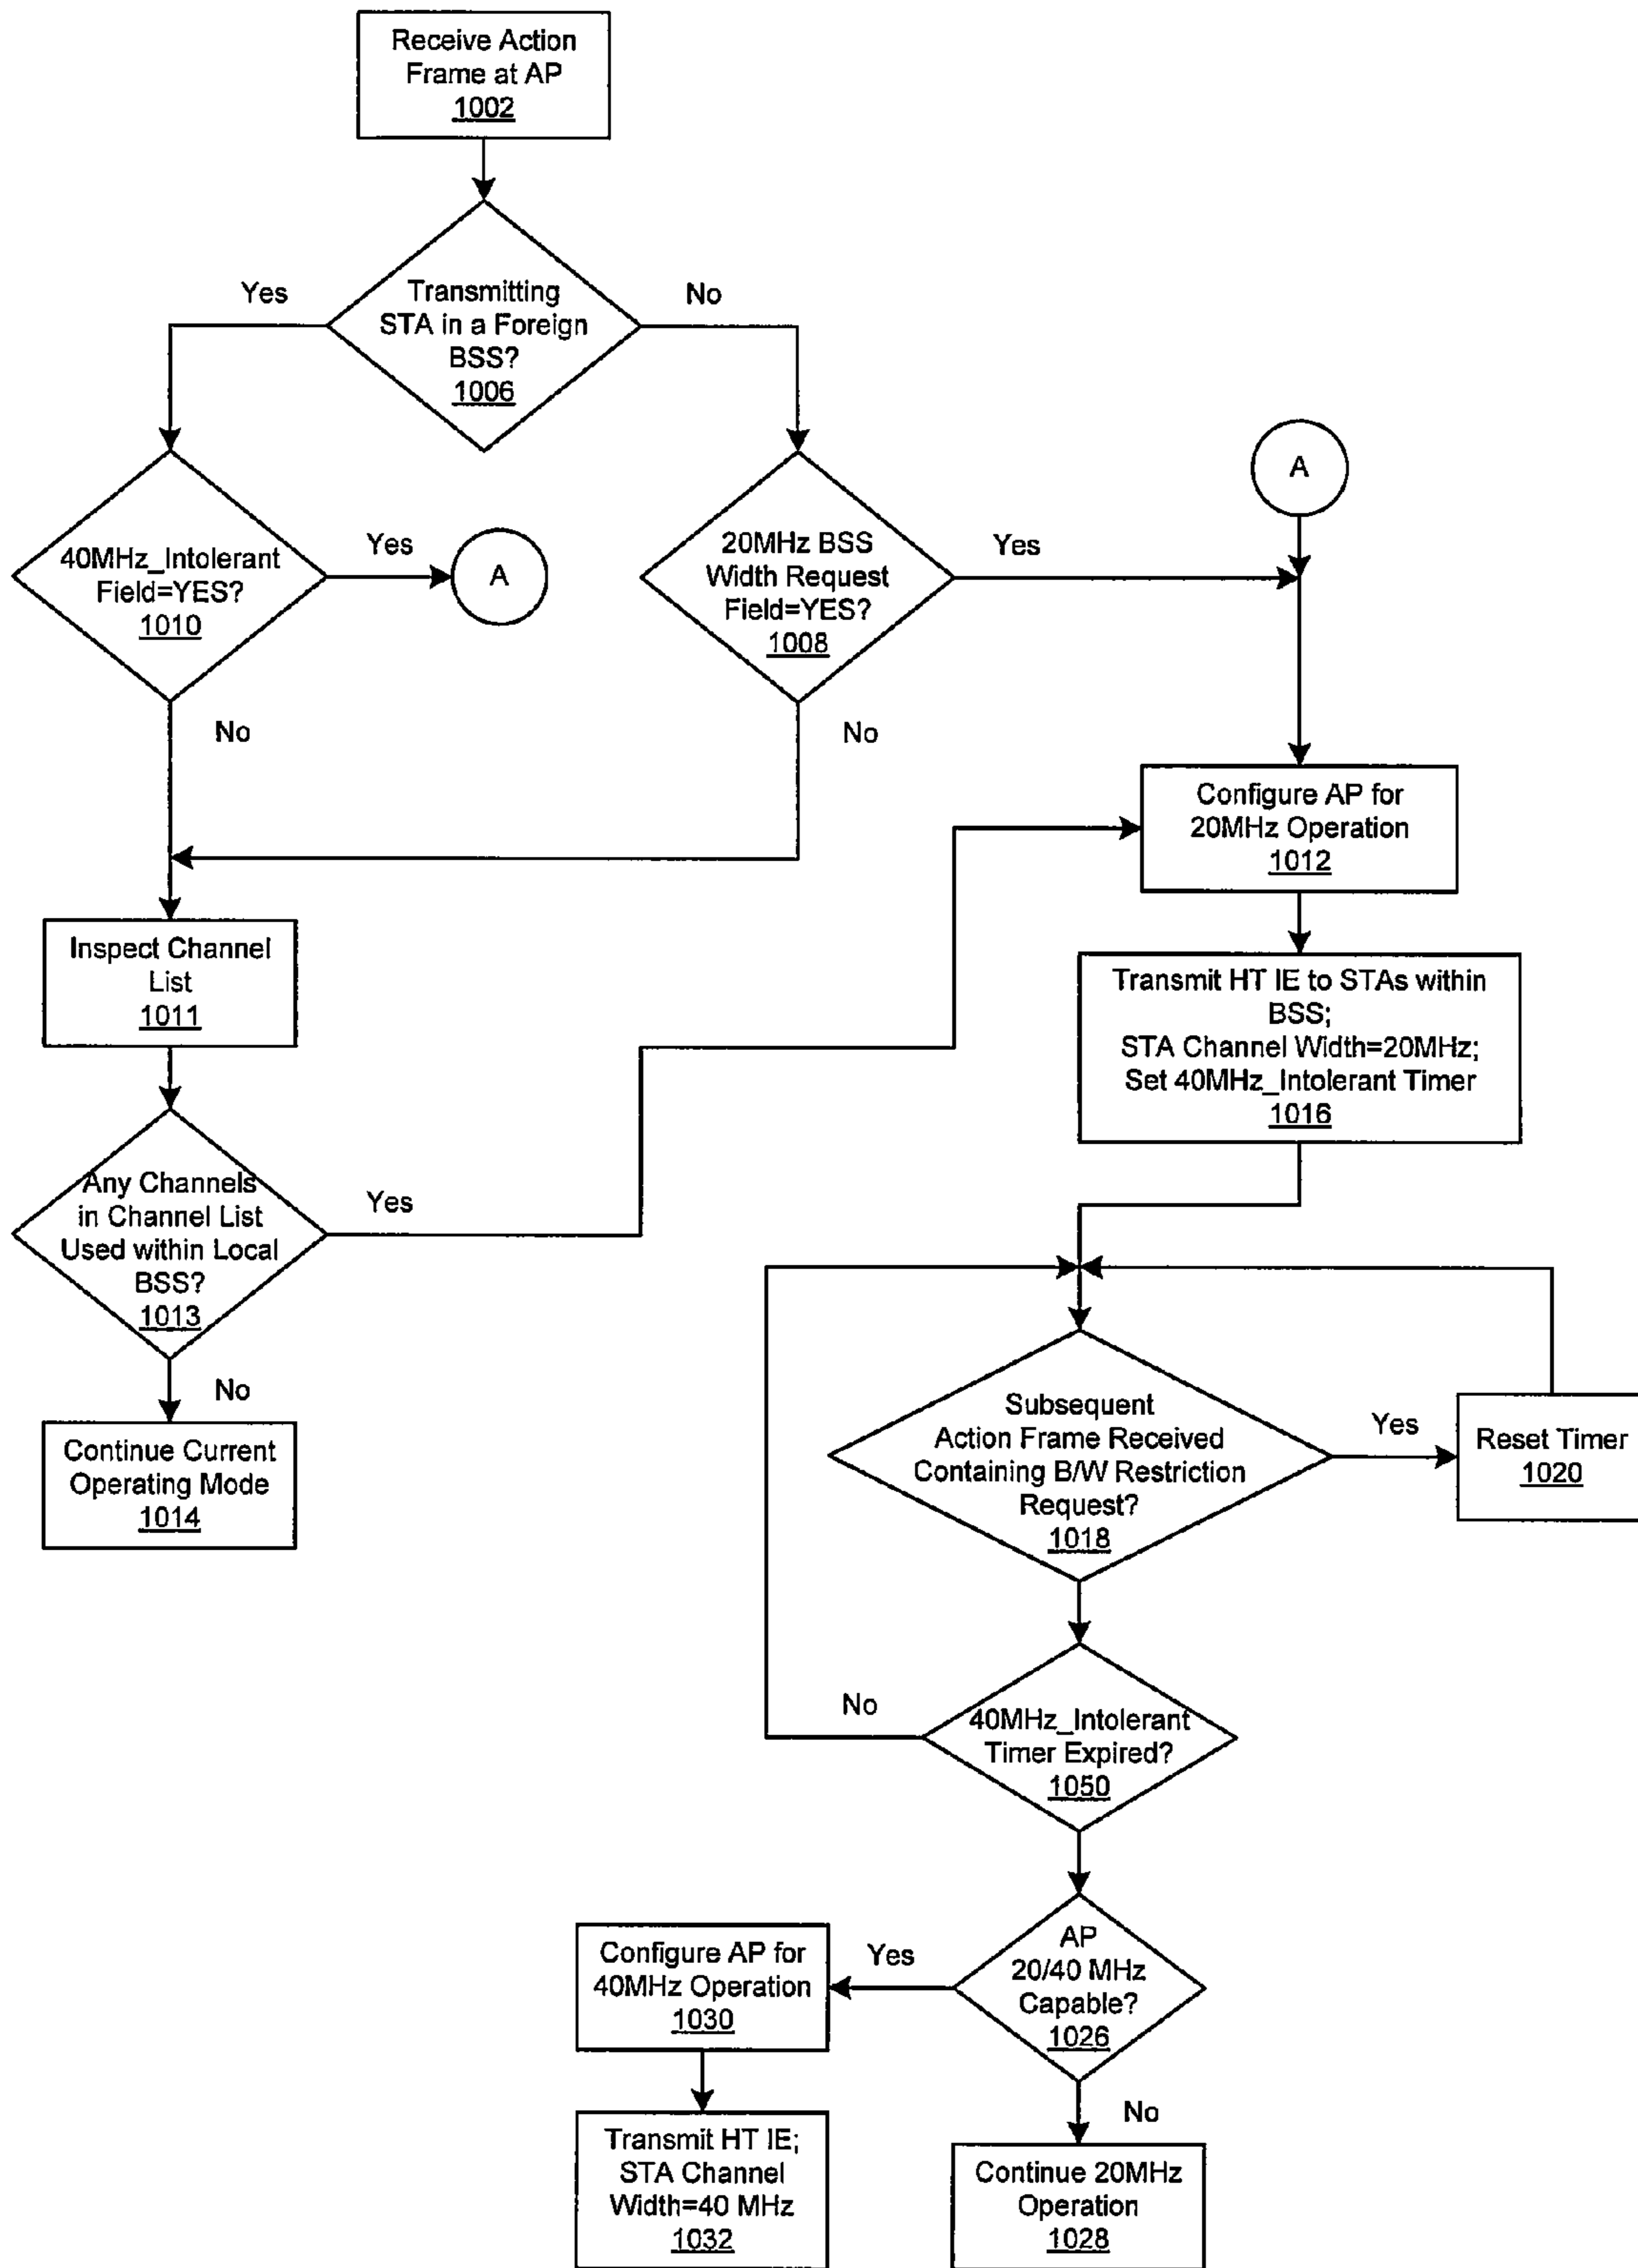 Receive Action
Frame at AP
1002
Transmitting
STA in a Foreign
BSS?
1006
Yes
No
40MHz_Intolerant
Field=YES?
1010
Yes
A
No
20MHz BSS
Width Request
Field=YES?
1008
Yes
No
A
Inspect Channel
List
1011
Any Channels
in Channel List
Used within Local
BSS?
1013
Yes
No
Continue Current
Operating Mode
1014
Configure AP for
20MHz Operation
1012
Transmit HT IE to STAs within
BSS;
STA Channel Width=20MHz;
Set 40MHz_Intolerant Timer
1016
Subsequent
Action Frame Received
Containing B/W Restriction
Request?
1018
Yes
Reset Timer
1020
40MHz_Intolerant
Timer Expired?
1050
No
AP
20/40 MHz
Capable?
1026
Yes
No
Configure AP for
40MHz Operation
1030
Transmit HT IE;
STA Channel
Width=40 MHz
1032
Continue 20MHz
Operation
1028